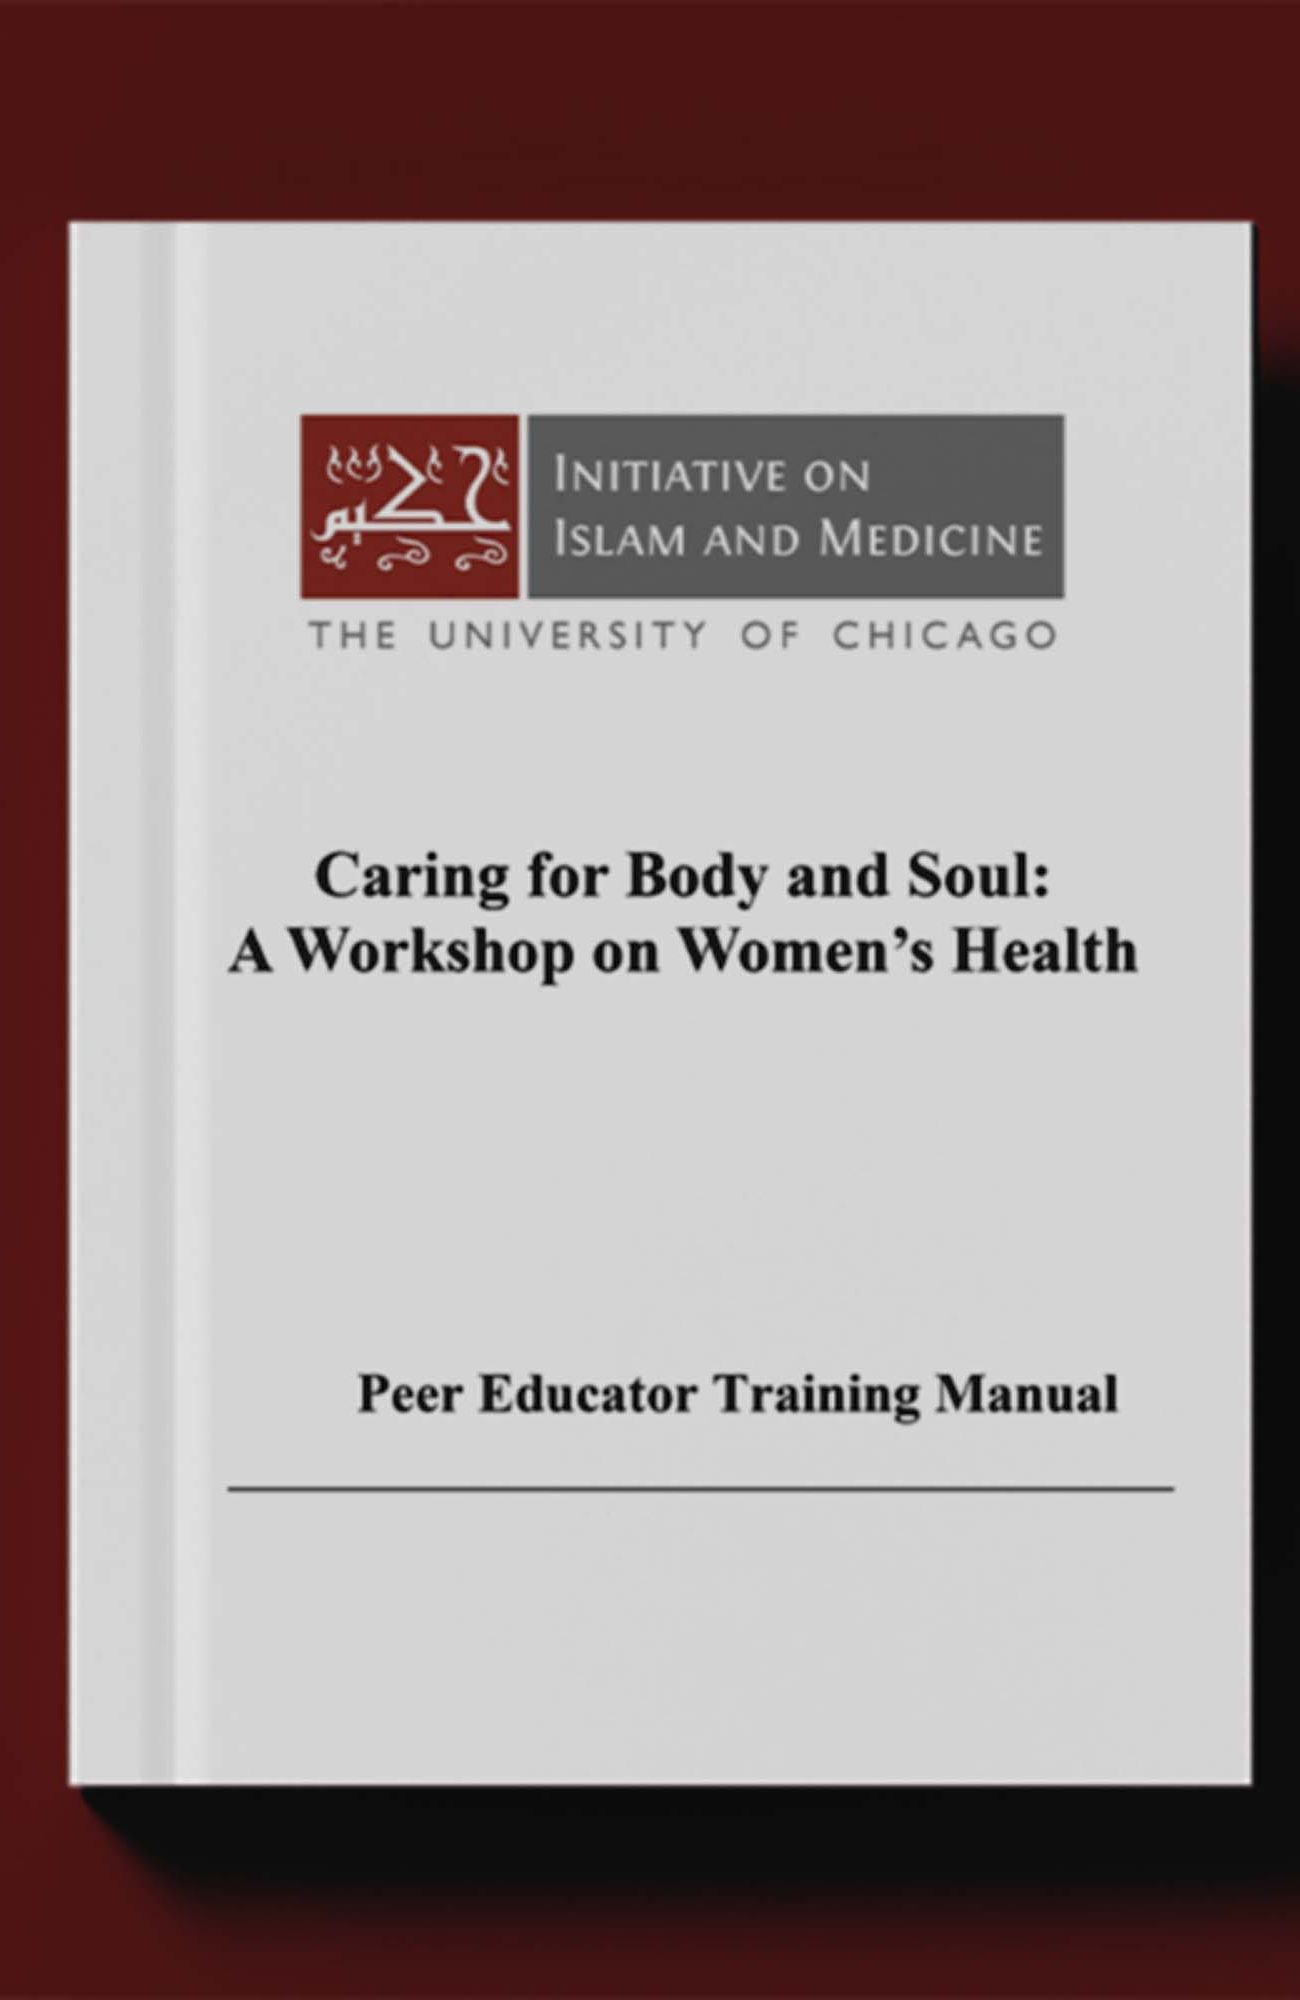 حكيم
INITIATIVE ON
ISLAM AND MEDICINE
THE UNIVERSITY OF CHICAGO
Caring for Body and Soul:
A Workshop on Women’s Health
Peer Educator Training Manual